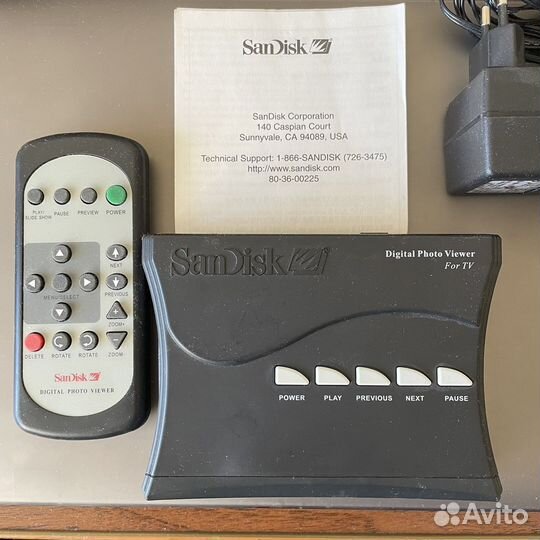 SanDisk
SanDisk Corporation
140 Caspian Court
Sunnyvale, CA 94089, USA
Technical Support: 1-866-SANDISK (726-3475)
http://www.sandisk.com
80-36-00225
PLAY/
SLIDE SHOW
PAUSE
PREVIEW
POWER
NEXT
MENU/SELECT
PREVIOUS
ZOOM+
DELETE
ROTATE
ROTATE
ZOOM-
SanDisk
DIGITAL PHOTO VIEWER
SanDisk
Digital Photo Viewer
For TV
POWER
PLAY
PREVIOUS
NEXT
PAUSE
Avito